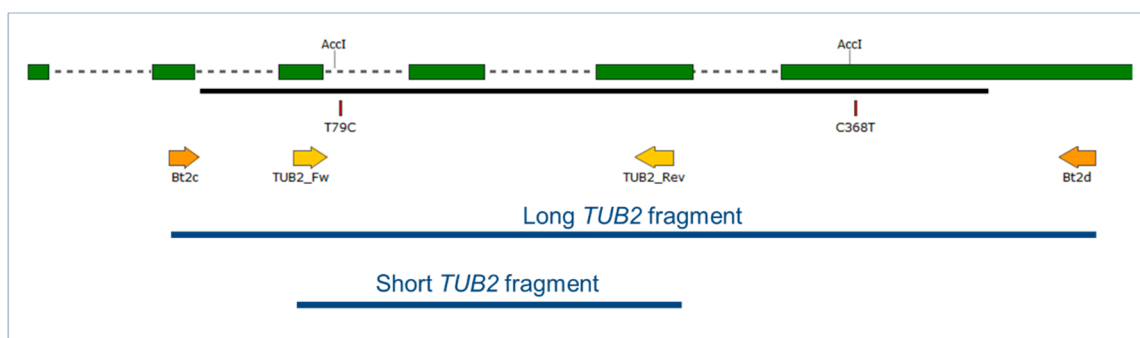 AccI
AccI
T79C
C368T
Bt2c
TUB2_Fw
TUB2_Rev
Bt2d
Long TUB2 fragment
Short TUB2 fragment